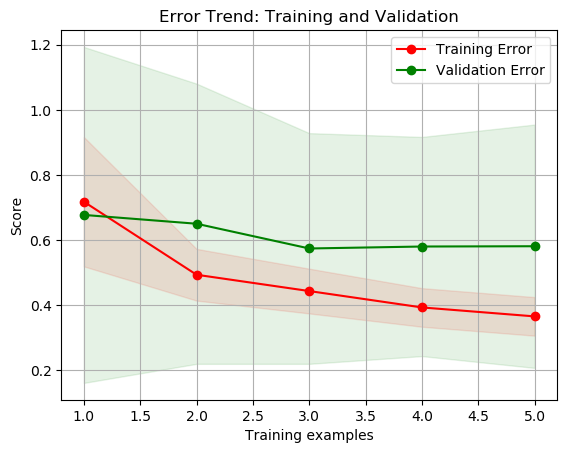 Error Trend: Training and Validation
Training Error
Validation Error
Score
1.2
1.0
0.8
0.6
0.4
0.2
1.0 1.5 2.0 2.5 3.0 3.5 4.0 4.5 5.0
Training examples